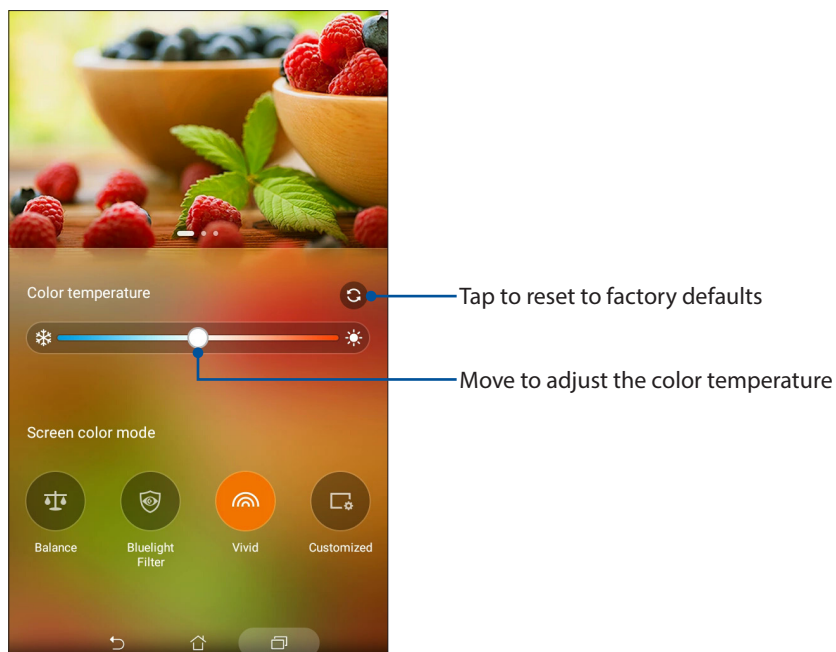 Color temperature
Tap to reset to factory defaults
Move to adjust the color temperature
Screen color mode
Balance
Bluelight
Filter
Vivid
Customized